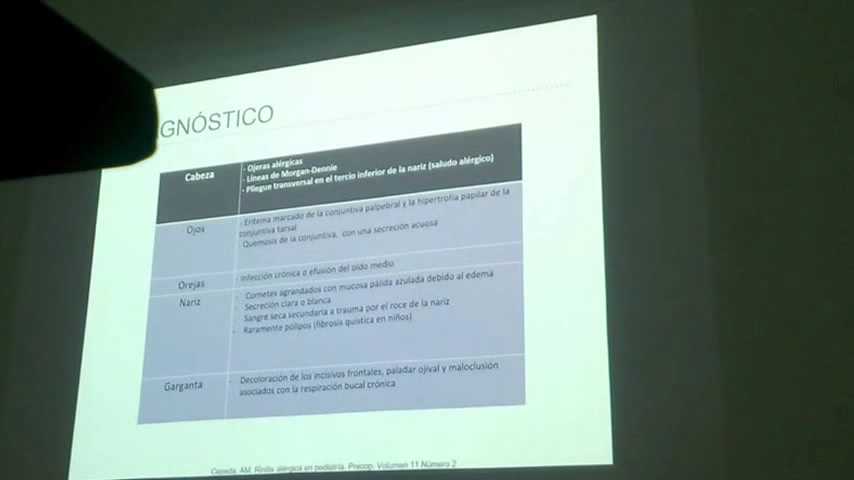 GNÓSTICO
Cabeza
- Ojeras alérgicas
- Líneas de Morgan-Dennie
- Pliegue transversal en el tercio inferior de la nariz (saludo alérgico)
Ojos
- Eritema marcado de la conjuntiva palpebral y la hipertrofia papilar de la
conjuntiva tarsal
- Quemosis de la conjuntiva, con una secreción acuosa
Orejas
- Infección crónica o efusión del oído medio
Nariz
- Cornetes agrandados con mucosa pálida azulada debido al edema
- Secreción clara o blanca
- Sangre seca secundaria a trauma por el roce de la nariz
- Raramente pólipos (fibrosis quística en niños)
Garganta
- Decoloración de los incisivos frontales, paladar ojival y maloclusión
asociados con la respiración bucal crónica
Cepeda, AM. Rinitis alérgica en pediatría. Precop. Volumen 11 Número 2